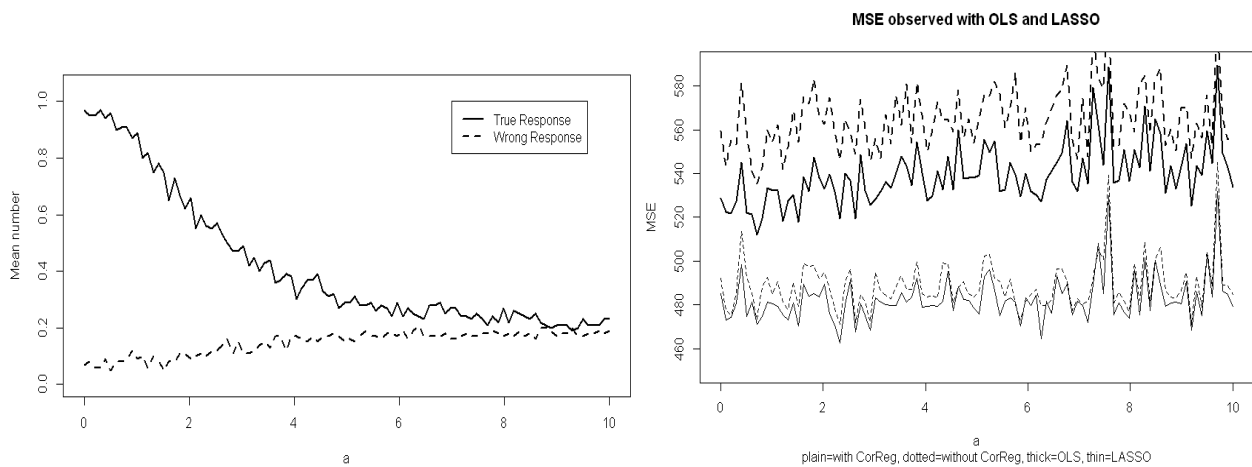 True Response
Wrong Response
Mean number
1.0
0.8
0.6
0.4
0.2
0.0
0 2 4 6 8 10
a
MSE observed with OLS and LASSO
MSE
580
560
540
520
500
480
460
0 2 4 6 8 10
a
plain=with CorReg, dotted=without CorReg, thick=OLS, thin=LASSO